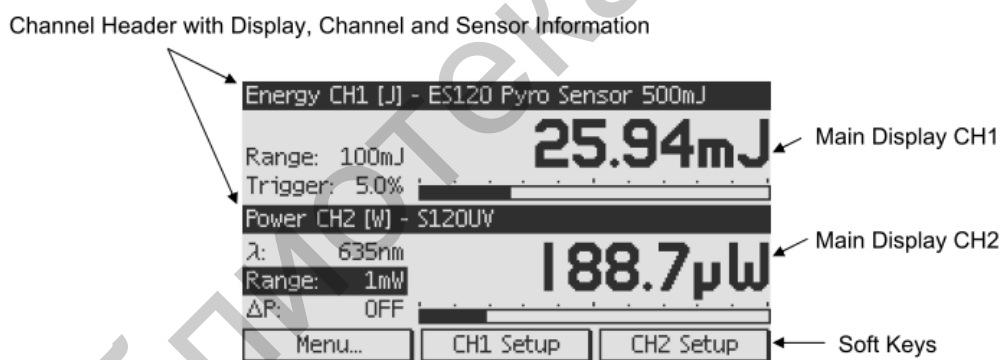 Channel Header with Display, Channel and Sensor Information
Energy CH1 [J] - ES120 Pyro Sensor 500mJ
25.94mJ
Main Display CH1
Range: 100mJ
Trigger: 5.0%
Power CH2 [W] - S120UV
λ: 635nm
188.7µW
Main Display CH2
Range: 1mW
ΔP: OFF
Menu...
CH1 Setup
CH2 Setup
Soft Keys